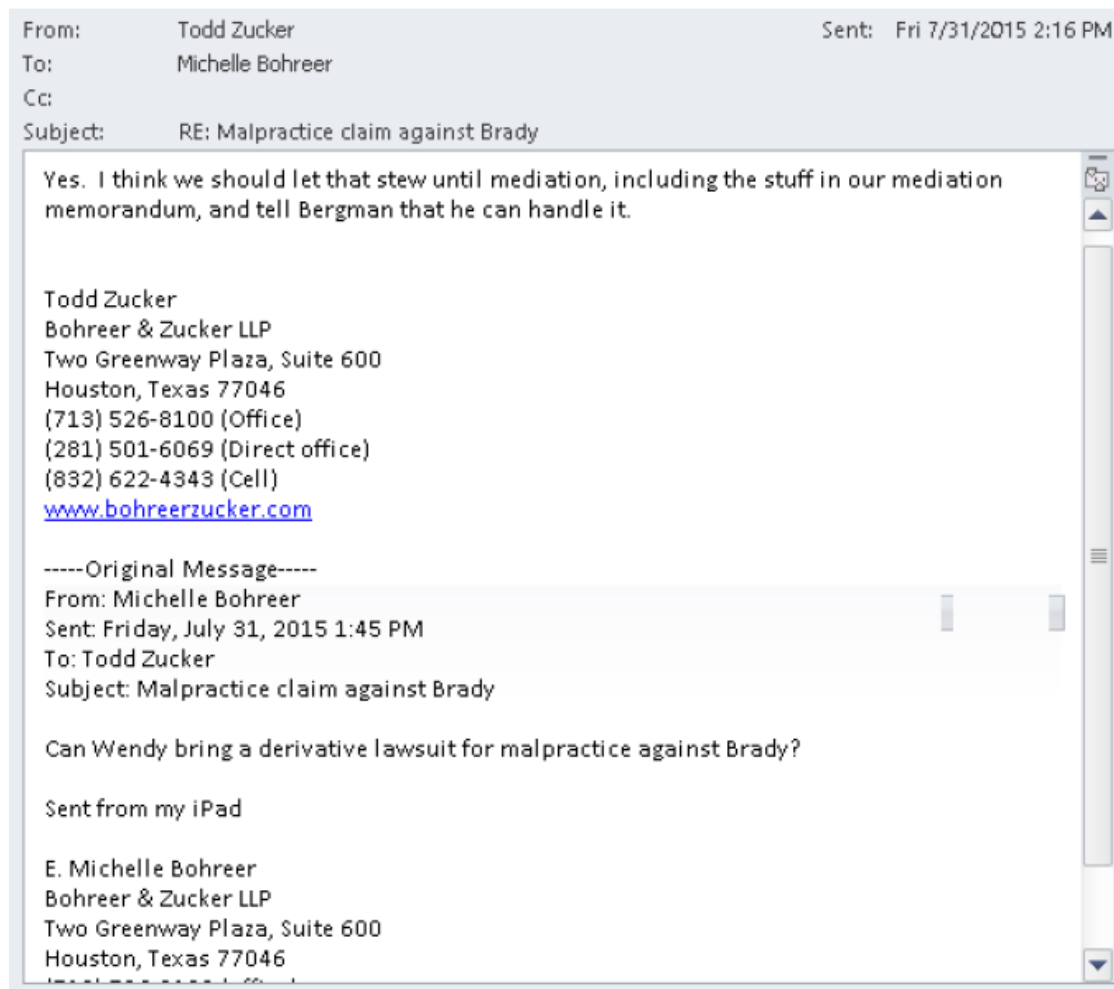 From: Todd Zucker Sent: Fri 7/31/2015 2:16 PM
To: Michelle Bohreer
Cc:
Subject: RE: Malpractice claim against Brady
Yes. I think we should let that stew until mediation, including the stuff in our mediation
memorandum, and tell Bergman that he can handle it.
Todd Zucker
Bohreer & Zucker LLP
Two Greenway Plaza, Suite 600
Houston, Texas 77046
(713) 526-8100 (Office)
(281) 501-6069 (Direct office)
(832) 622-4343 (Cell)
www.bohreerzucker.com
-----Original Message-----
From: Michelle Bohreer
Sent: Friday, July 31, 2015 1:45 PM
To: Todd Zucker
Subject: Malpractice claim against Brady
Can Wendy bring a derivative lawsuit for malpractice against Brady?
Sent from my iPad
E. Michelle Bohreer
Bohreer & Zucker LLP
Two Greenway Plaza, Suite 600
Houston, Texas 77046